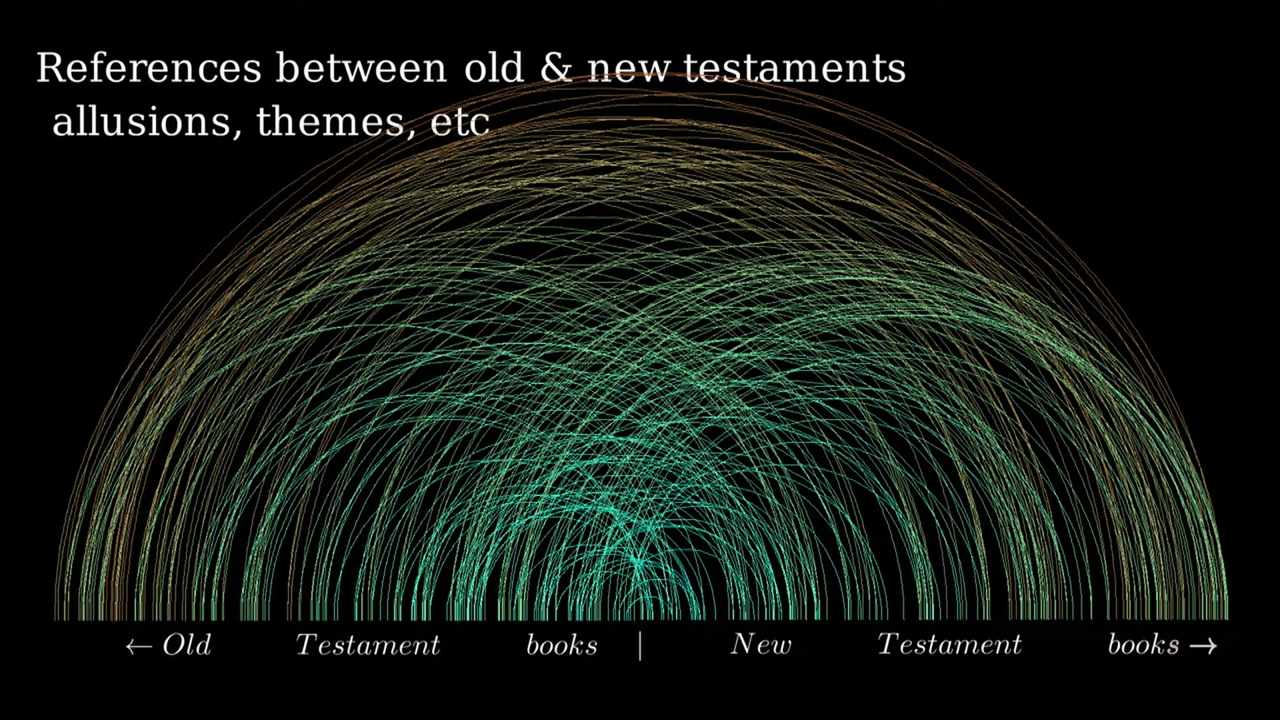 References between old & new testaments
allusions, themes, etc
← Old Testament books | New Testament books →